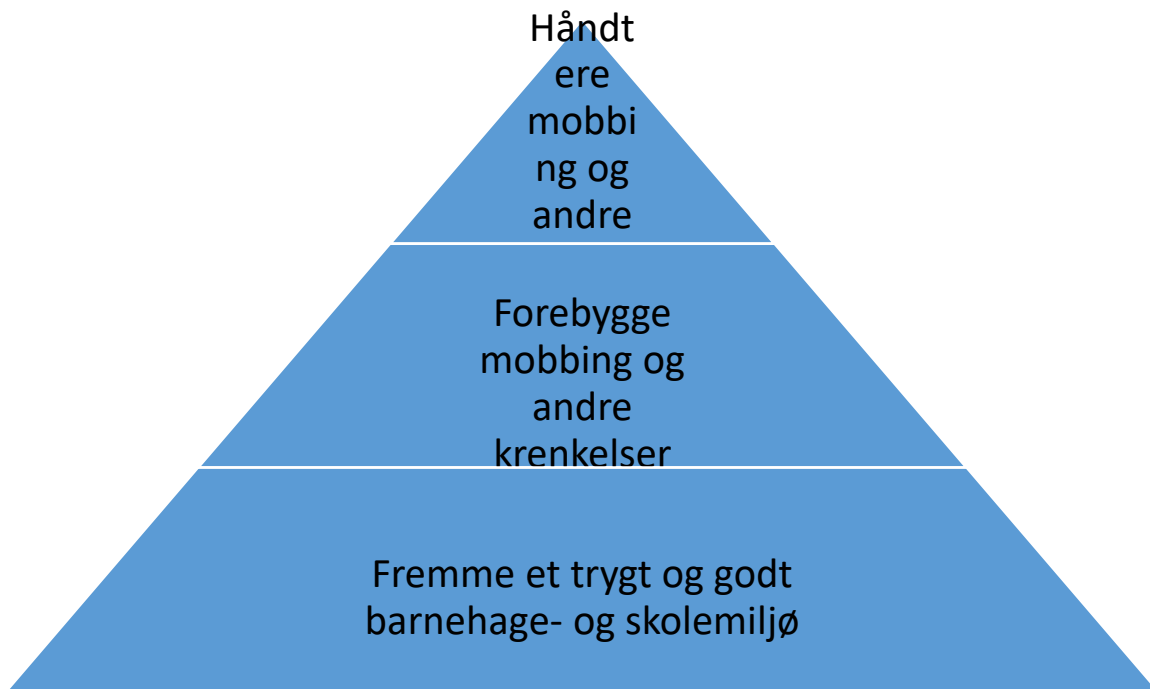 Håndt
ere
mobbi
ng og
andre
Forebygge
mobbing og
andre
krenkelser
Fremme et trygt og godt
barnehage- og skolemiljø